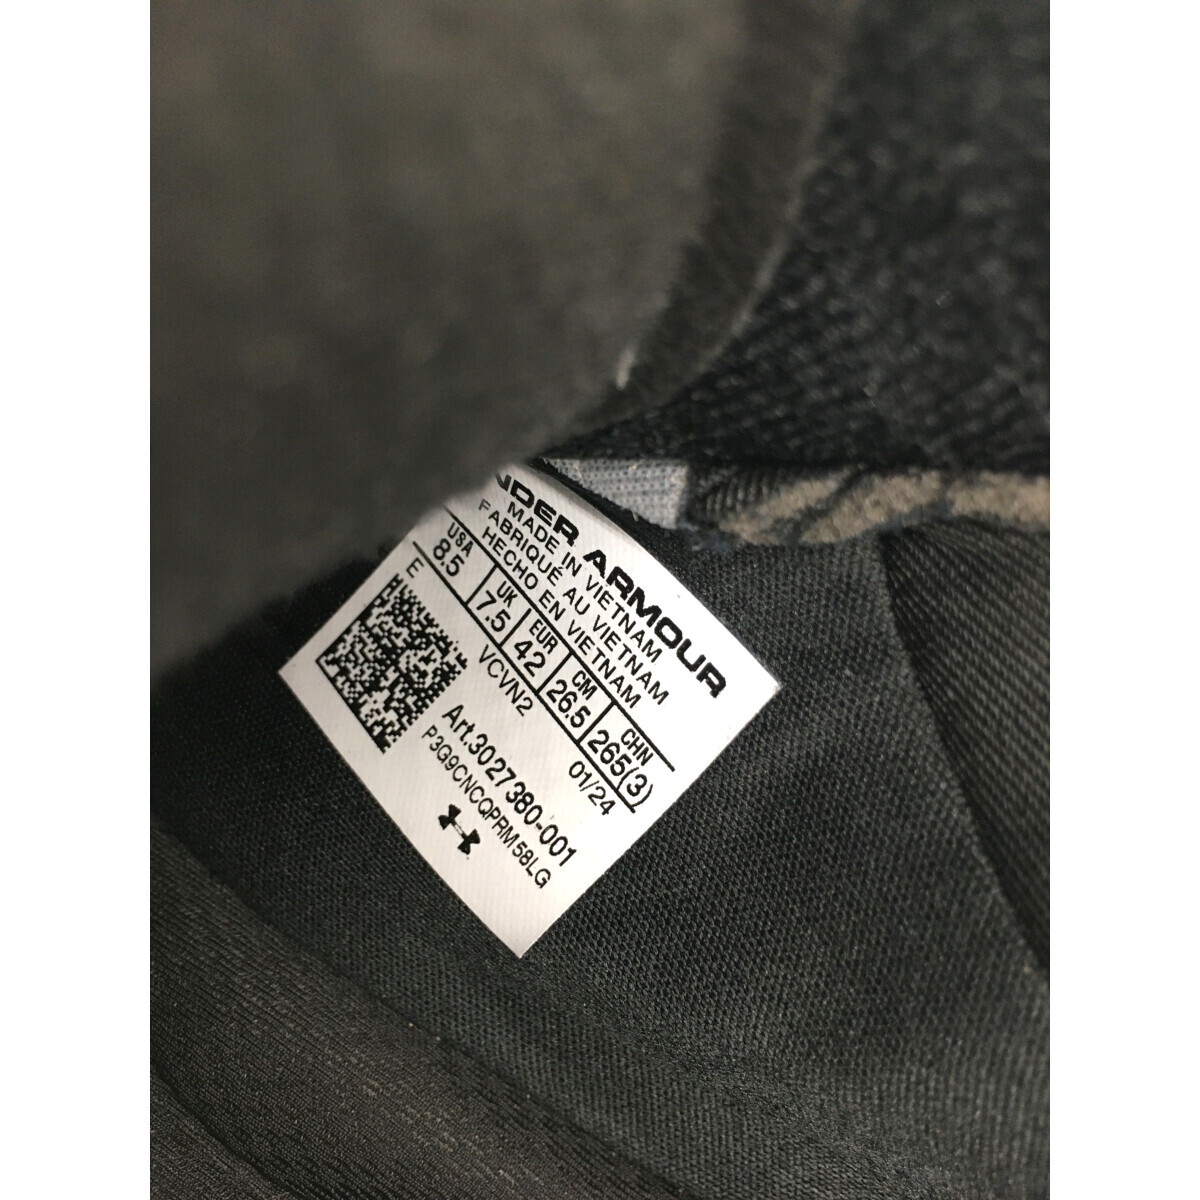 UNDER ARMOUR
MADE IN VIETNAM
FABRIQUÉ AU VIETNAM
HECHO EN VIETNAM
USA UK EUR CM CHN
8.5 7.5 42 26.5 265(3)
E VCVN2 01/24
Art.3027380-001
P3G9CNCQPRM58LG